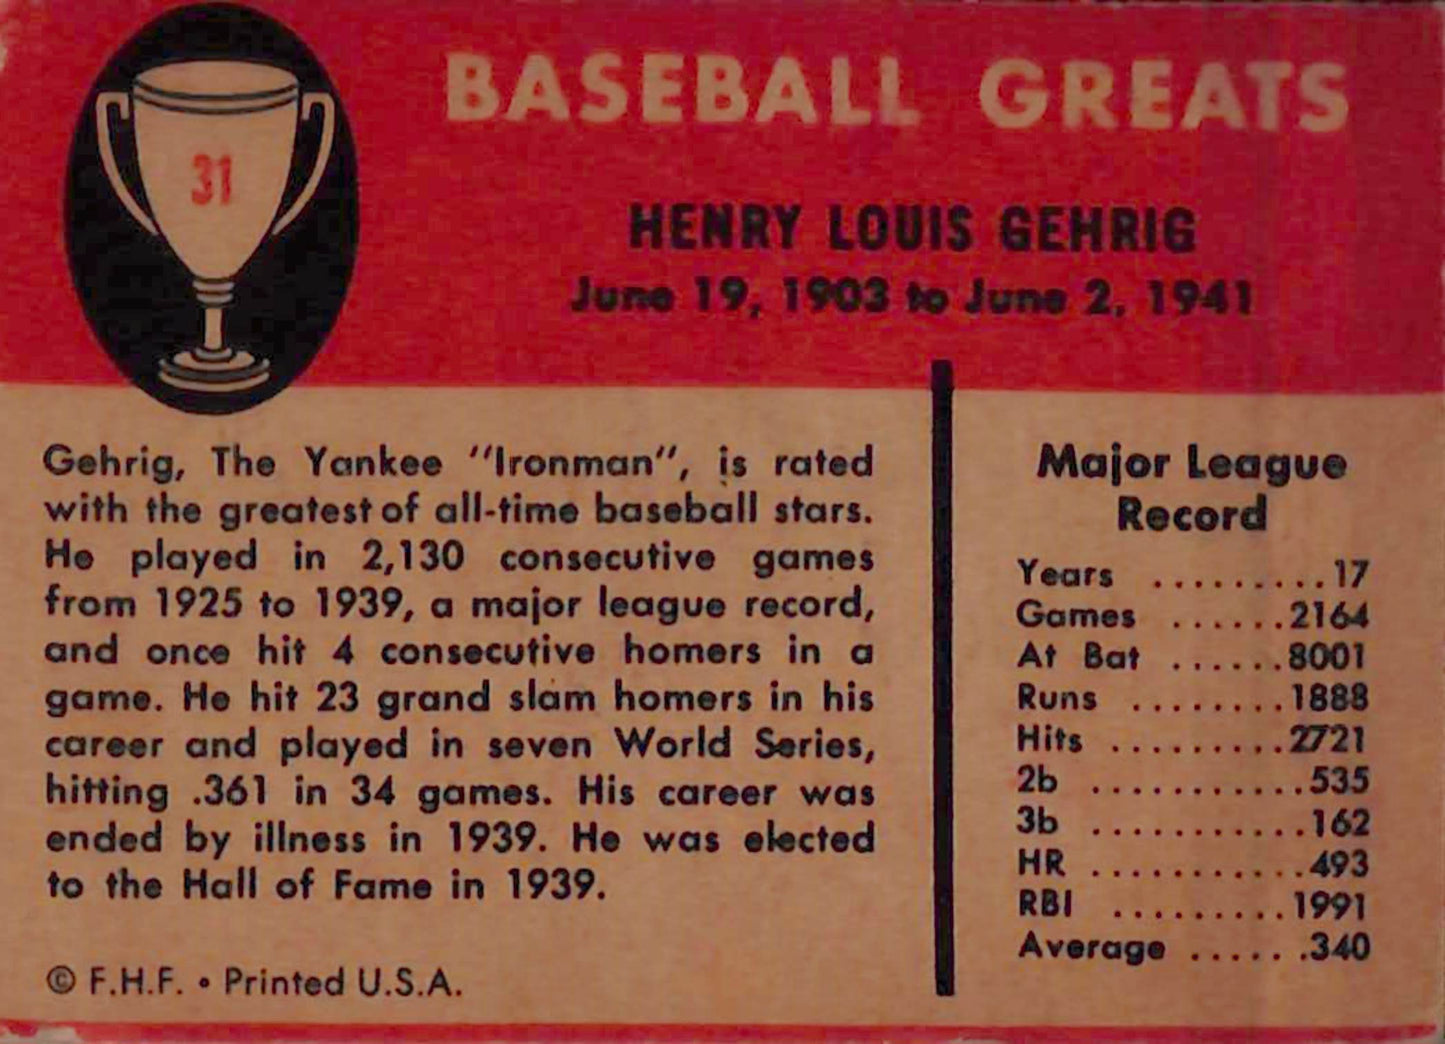 31
BASEBALL GREATS
HENRY LOUIS GEHRIG
June 19, 1903 to June 2, 1941
Gehrig, The Yankee "Ironman", is rated
with the greatest of all-time baseball stars.
He played in 2,130 consecutive games
from 1925 to 1939, a major league record,
and once hit 4 consecutive homers in a
game. He hit 23 grand slam homers in his
career and played in seven World Series,
hitting .361 in 34 games. His career was
ended by illness in 1939. He was elected
to the Hall of Fame in 1939.
© F.H.F. • Printed U.S.A.
Major League
Record
Years .........17
Games ......2164
At Bat ......8001
Runs ........1888
Hits .........2721
2b ...........535
3b ...........162
HR ...........493
RBI .........1991
Average ......340